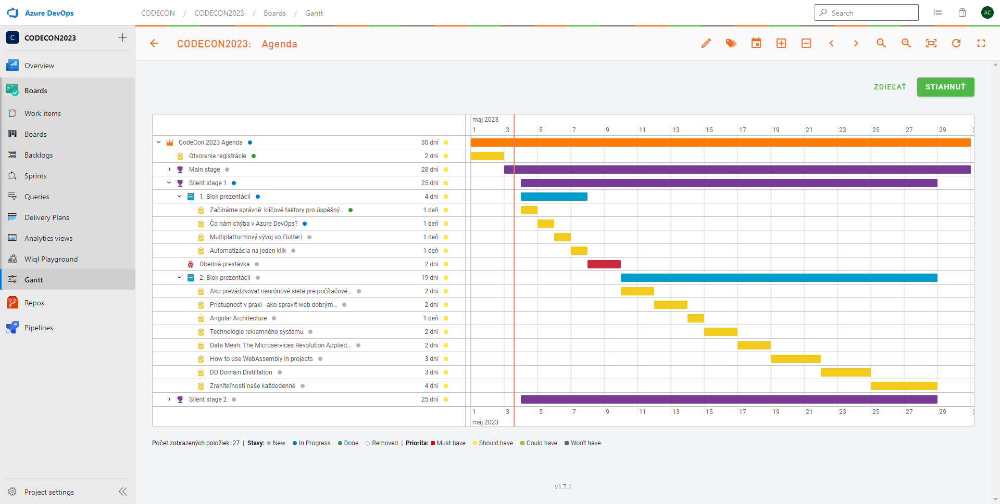 Azure DevOps
CODECON / CODECON2023 / Boards / Gantt
Search
AC
C CODECON2023
Overview
Boards
Work items
Boards
Backlogs
Sprints
Queries
Delivery Plans
Analytics views
Wiql Playground
Gantt
Repos
Pipelines
Project settings
CODECON2023: Agenda
ZDIEĽAŤ
STIAHNUŤ
máj 2023
1 3 5 7 9 11 13 15 17 19 21 23 25 27 29
CodeCon 2023 Agenda 30 dní
Otvorenie registrácie 2 dni
Main stage 28 dní
Silent stage 1 25 dní
1. Blok prezentácií 4 dni
Začínáme správně: klíčové faktory pro úspěšný... 1 deň
Čo nám chýba v Azure DevOps? 1 deň
Multiplatformový vývoj vo Flutteri 1 deň
Automatizácia na jeden klik 1 deň
Obedná prestávka 2 dni
2. Blok prezentácií 19 dní
Ako prevádzkovať neurónové siete pre počítačové... 2 dni
Prístupnosť v praxi - ako spraviť web dobrým... 2 dni
Angular Architecture 1 deň
Technológie reklamného systému 2 dni
Data Mesh: The Microservices Revolution Applied... 2 dni
How to use WebAssembly in projects 3 dni
DD Domain Distillation 3 dni
Zraniteľnosti naše každodenné 4 dni
Silent stage 2 25 dní
1 3 5 7 9 11 13 15 17 19 21 23 25 27 29
máj 2023
Počet zobrazených položiek: 27 | Stavy: New In Progress Done Removed | Priorita: Must have Should have Could have Won't have
v1.7.1